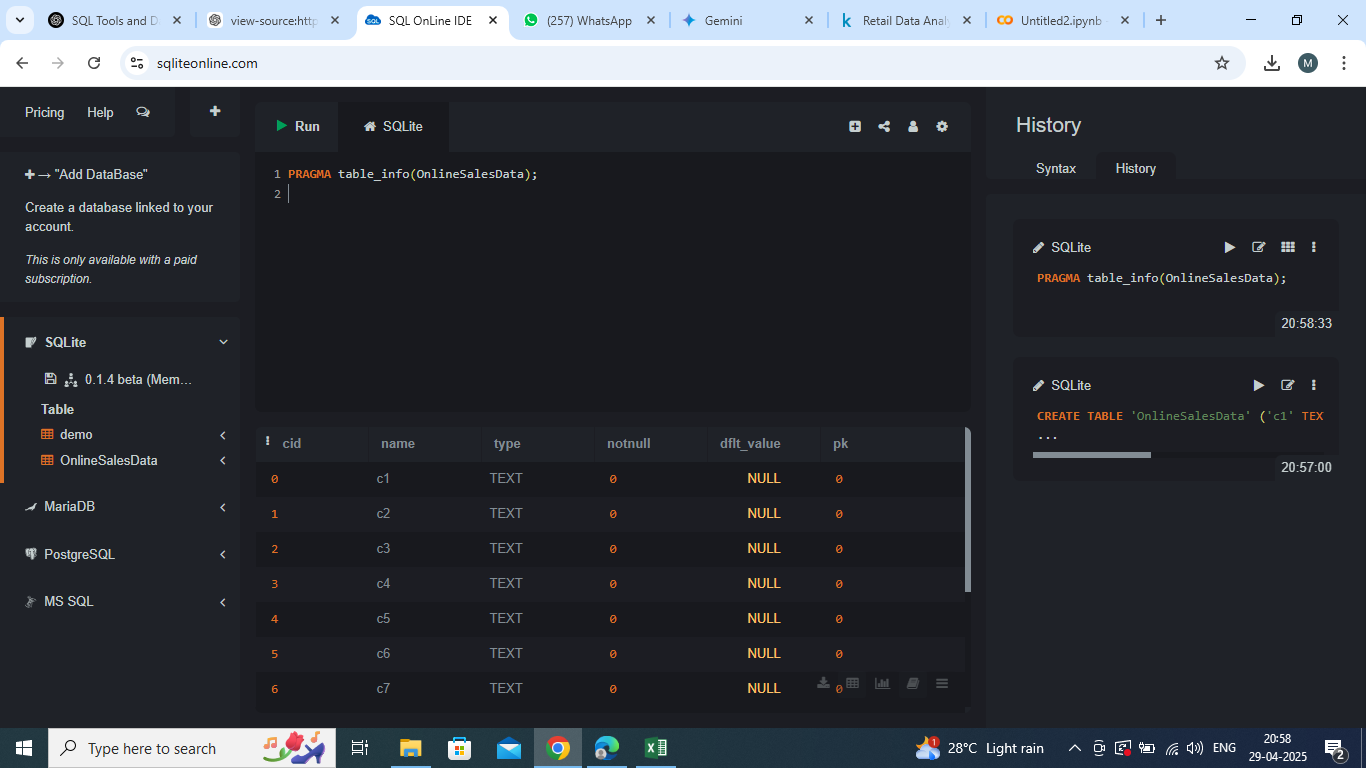 SQL Tools and D
view-source:http
SQL OnLine IDE
(257) WhatsApp
Gemini
Retail Data Anal
Untitled2.ipynb -
sqliteonline.com
M
Pricing
Help
Run
SQLite
History
Syntax
History
"Add DataBase"
Create a database linked to your
account.
This is only available with a paid
subscription.
SQLite
0.1.4 beta (Mem...
Table
demo
OnlineSalesData
MariaDB
PostgreSQL
MS SQL
1 PRAGMA table_info(OnlineSalesData);
2
cid name type notnull dflt_value pk
0 c1 TEXT 0 NULL 0
1 c2 TEXT 0 NULL 0
2 c3 TEXT 0 NULL 0
3 c4 TEXT 0 NULL 0
4 c5 TEXT 0 NULL 0
5 c6 TEXT 0 NULL 0
6 c7 TEXT 0 NULL 0
SQLite
PRAGMA table_info(OnlineSalesData);
20:58:33
SQLite
CREATE TABLE 'OnlineSalesData' ('c1' TEX
...
20:57:00
Type here to search
1
28°C Light rain
ENG
20:58
29-04-2025
2